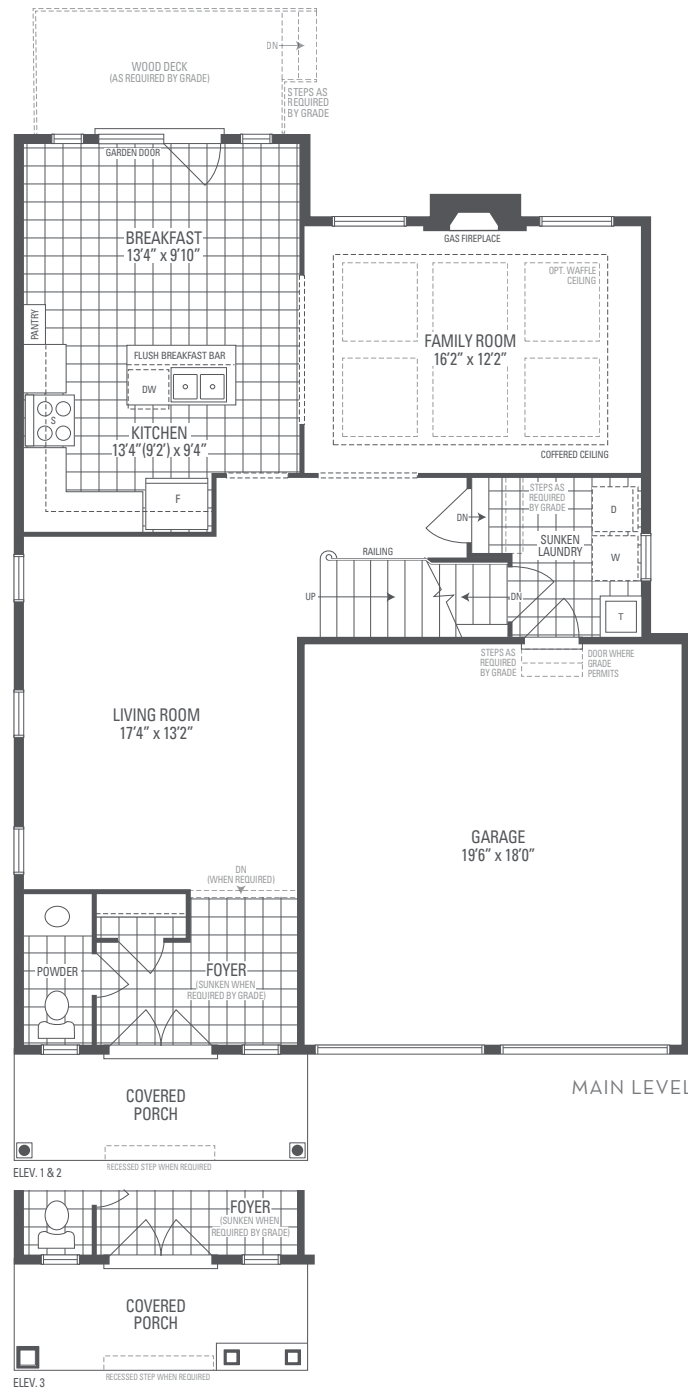 DN
WOOD DECK
(AS REQUIRED BY GRADE)
STEPS AS
REQUIRED
BY GRADE
GARDEN DOOR
BREAKFAST
13'4" x 9'10"
GAS FIREPLACE
OPT. WAFFLE
CEILING
PANTRY
FAMILY ROOM
16'2" x 12'2"
FLUSH BREAKFAST BAR
DW
S
KITCHEN
13'4"(9'2') x 9'4"
COFFERED CEILING
F
STEPS AS
REQUIRED
BY GRADE
D
DN
SUNKEN
LAUNDRY
W
RAILING
UP
DN
T
STEPS AS
REQUIRED
BY GRADE
DOOR WHERE
GRADE
PERMITS
LIVING ROOM
17'4" x 13'2"
GARAGE
19'6" x 18'0"
DN
(WHEN REQUIRED)
POWDER
FOYER
(SUNKEN WHEN
REQUIRED BY GRADE)
MAIN LEVEL
COVERED
PORCH
RECESSED STEP WHEN REQUIRED
ELEV. 1 & 2
FOYER
(SUNKEN WHEN
REQUIRED BY GRADE)
COVERED
PORCH
RECESSED STEP WHEN REQUIRED
ELEV. 3